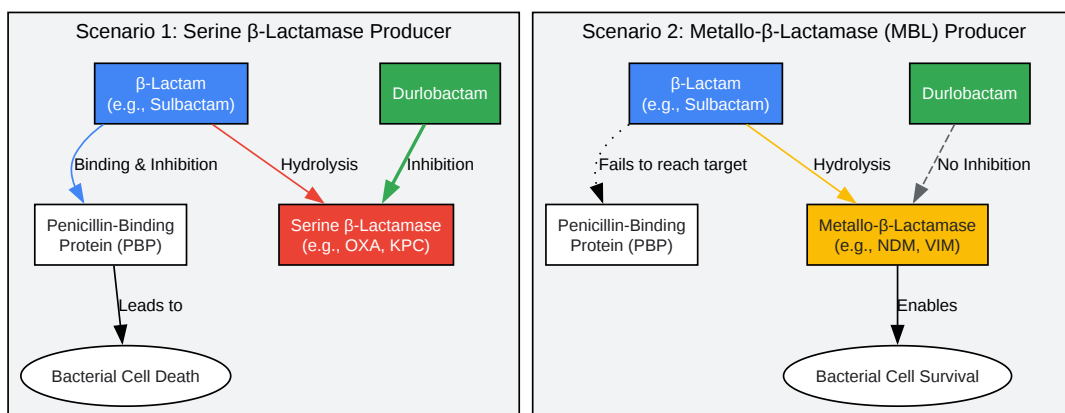 Scenario 1: Serine β-Lactamase Producer
β-Lactam
(e.g., Sulbactam)
Durlobactam
Binding & Inhibition
Hydrolysis
Inhibition
Penicillin-Binding
Protein (PBP)
Serine β-Lactamase
(e.g., OXA, KPC)
Leads to
Bacterial Cell Death
Scenario 2: Metallo-β-Lactamase (MBL) Producer
β-Lactam
(e.g., Sulbactam)
Durlobactam
Fails to reach target
Hydrolysis
No Inhibition
Penicillin-Binding
Protein (PBP)
Metallo-β-Lactamase
(e.g., NDM, VIM)
Enables
Bacterial Cell Survival